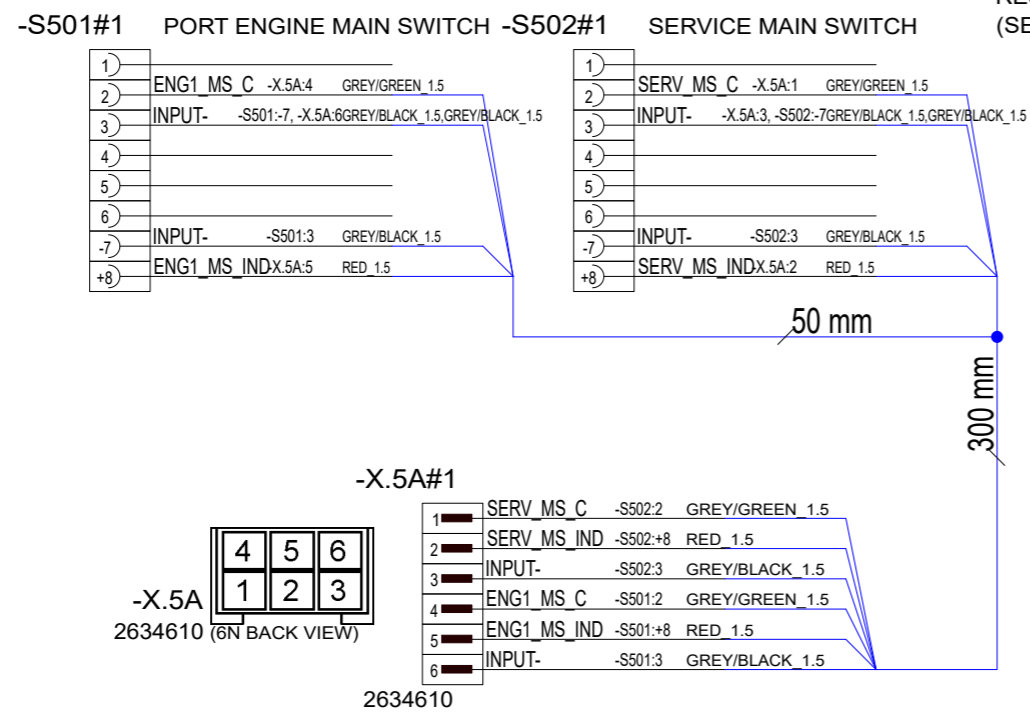 -S501#1 PORT ENGINE MAIN SWITCH
1
2 ENG1_MS_C -X.5A:4 GREY/GREEN_1.5
3 INPUT- -S501:-7, -X.5A:6 GREY/BLACK_1.5,GREY/BLACK_1.5
4
5
6
-7 INPUT- -S501:3 GREY/BLACK_1.5
+8 ENG1_MS_IND -X.5A:5 RED_1.5
-S502#1 SERVICE MAIN SWITCH
1
2 SERV_MS_C -X.5A:1 GREY/GREEN_1.5
3 INPUT- -X.5A:3, -S502:-7 GREY/BLACK_1.5,GREY/BLACK_1.5
4
5
6
-7 INPUT- -S502:3 GREY/BLACK_1.5
+8 SERV_MS_IND -X.5A:2 RED_1.5
(SE
50 mm
300 mm
-X.5A#1
1 SERV_MS_C -S502:2 GREY/GREEN_1.5
2 SERV_MS_IND -S502:+8 RED_1.5
3 INPUT- -S502:3 GREY/BLACK_1.5
4 ENG1_MS_C -S501:2 GREY/GREEN_1.5
5 ENG1_MS_IND -S501:+8 RED_1.5
6 INPUT- -S501:3 GREY/BLACK_1.5
2634610
4 5 6
1 2 3
-X.5A
2634610 (6N BACK VIEW)